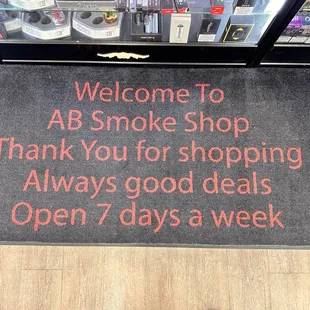 Welcome To
AB Smoke Shop
Thank You for shopping
Always good deals
Open 7 days a week